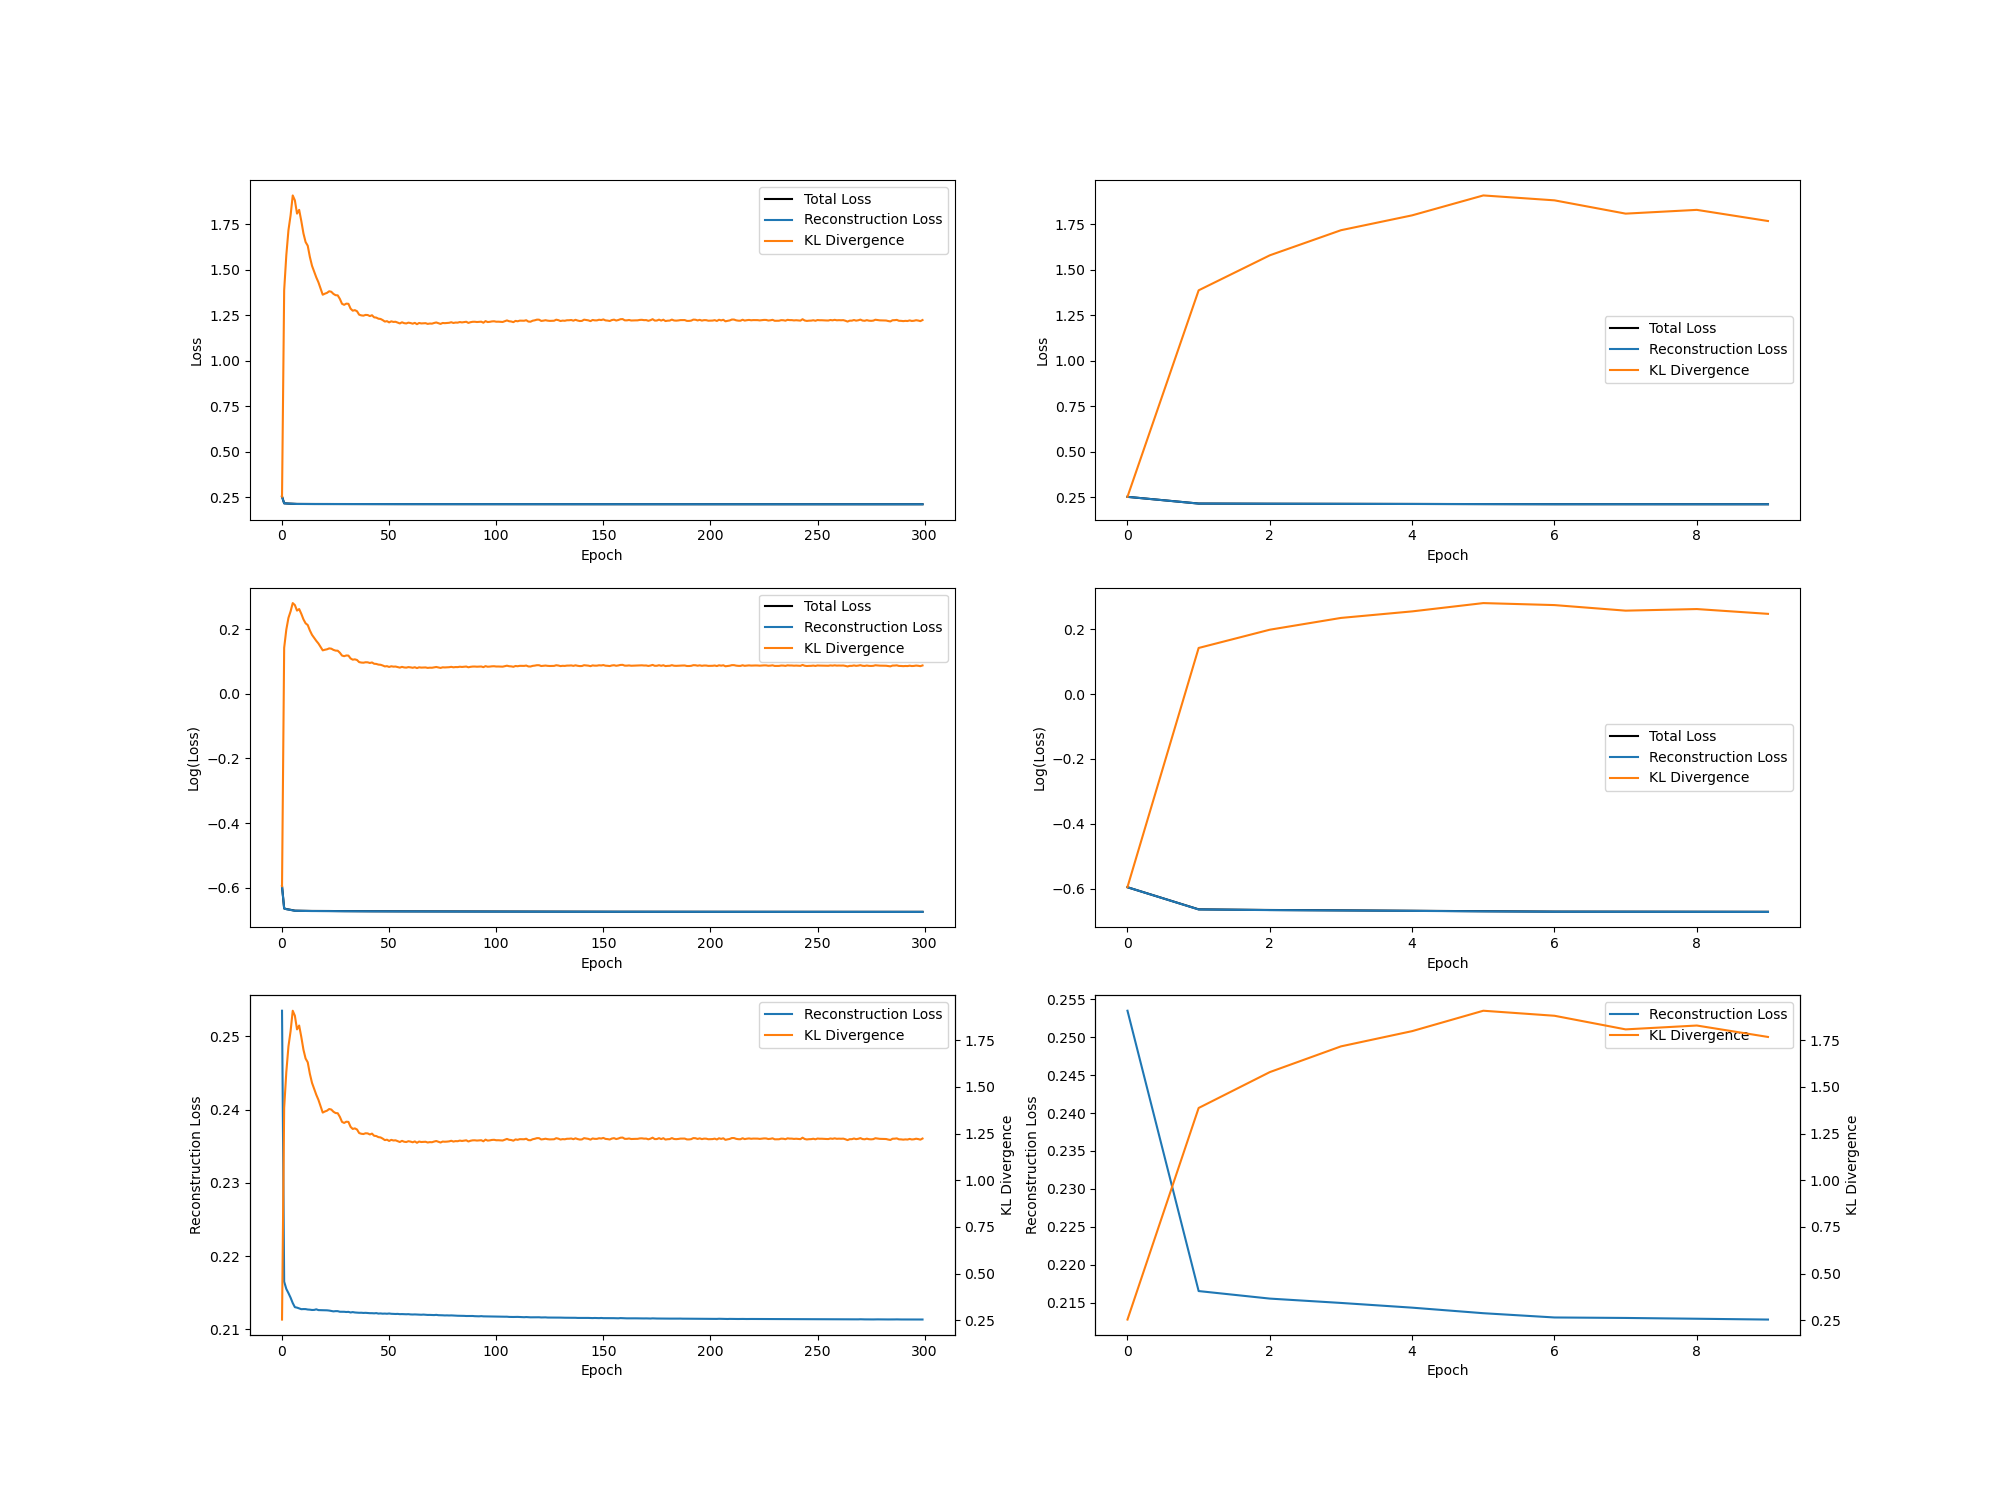 Total Loss
Reconstruction Loss
KL Divergence
1.75
1.50
1.25
1.00
0.75
0.50
0.25
Loss
0 50 100 150 200 250 300
Epoch
Total Loss
Reconstruction Loss
KL Divergence
1.75
1.50
1.25
1.00
0.75
0.50
0.25
Loss
0 2 4 6 8
Epoch
Total Loss
Reconstruction Loss
KL Divergence
0.2
0.0
−0.2
−0.4
−0.6
Log(Loss)
0 50 100 150 200 250 300
Epoch
Total Loss
Reconstruction Loss
KL Divergence
0.2
0.0
−0.2
−0.4
−0.6
Log(Loss)
0 2 4 6 8
Epoch
Reconstruction Loss
KL Divergence
0.25
0.24
0.23
0.22
0.21
Reconstruction Loss
1.75
1.50
1.25
1.00
0.75
0.50
0.25
KL Divergence
0 50 100 150 200 250 300
Epoch
Reconstruction Loss
KL Divergence
0.255
0.250
0.245
0.240
0.235
0.230
0.225
0.220
0.215
Reconstruction Loss
1.75
1.50
1.25
1.00
0.75
0.50
0.25
KL Divergence
0 2 4 6 8
Epoch